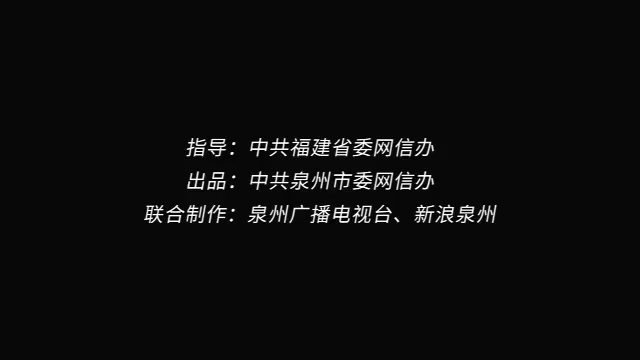 指导：中共福建省委网信办
出品：中共泉州市委网信办
联合制作：泉州广播电视台、新浪泉州